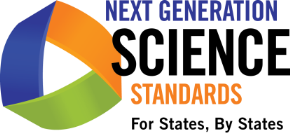 NEXT GENERATION
SCIENCE
STANDARDS
For States, By States